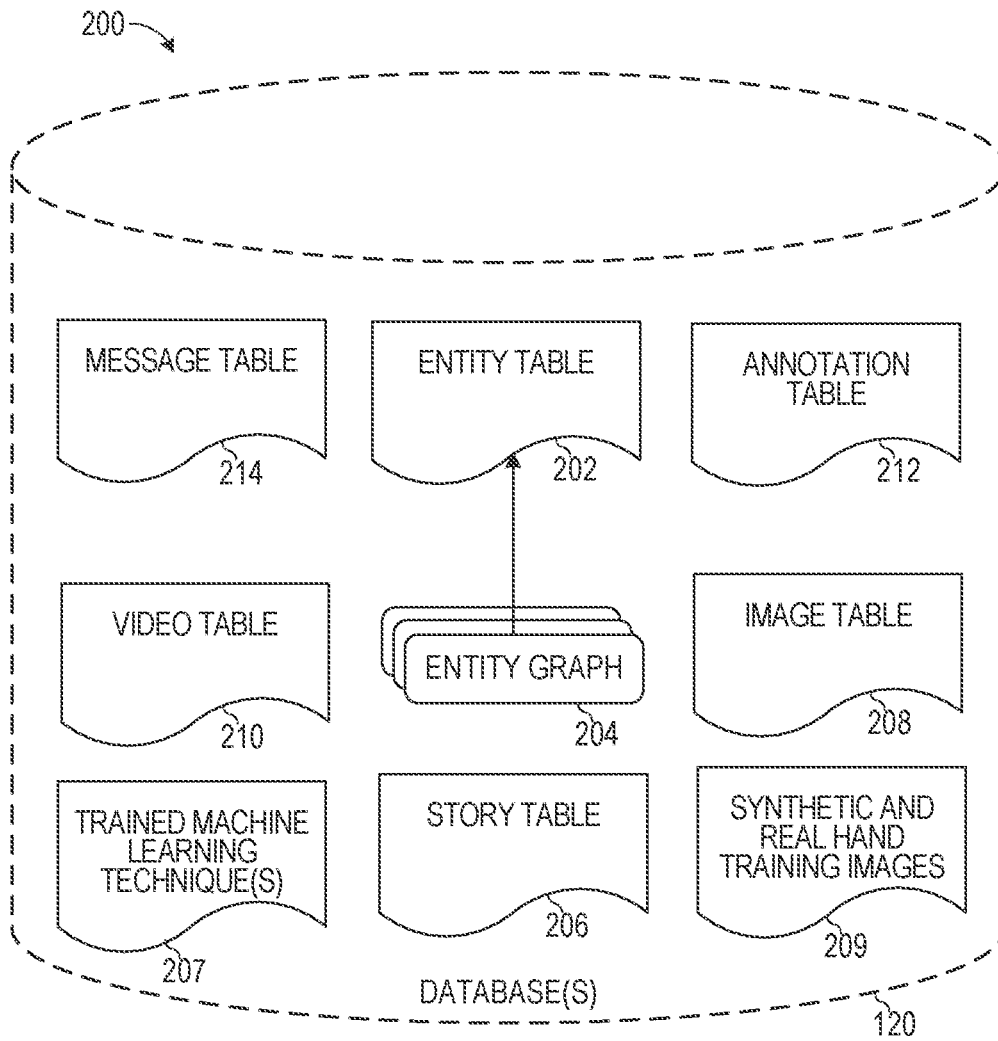 200
MESSAGE TABLE
214
ENTITY TABLE
202
ANNOTATION
TABLE
212
VIDEO TABLE
210
ENTITY GRAPH
204
IMAGE TABLE
208
TRAINED MACHINE
LEARNING
TECHNIQUE(S)
207
STORY TABLE
206
SYNTHETIC AND
REAL HAND
TRAINING IMAGES
209
DATABASE(S)
120